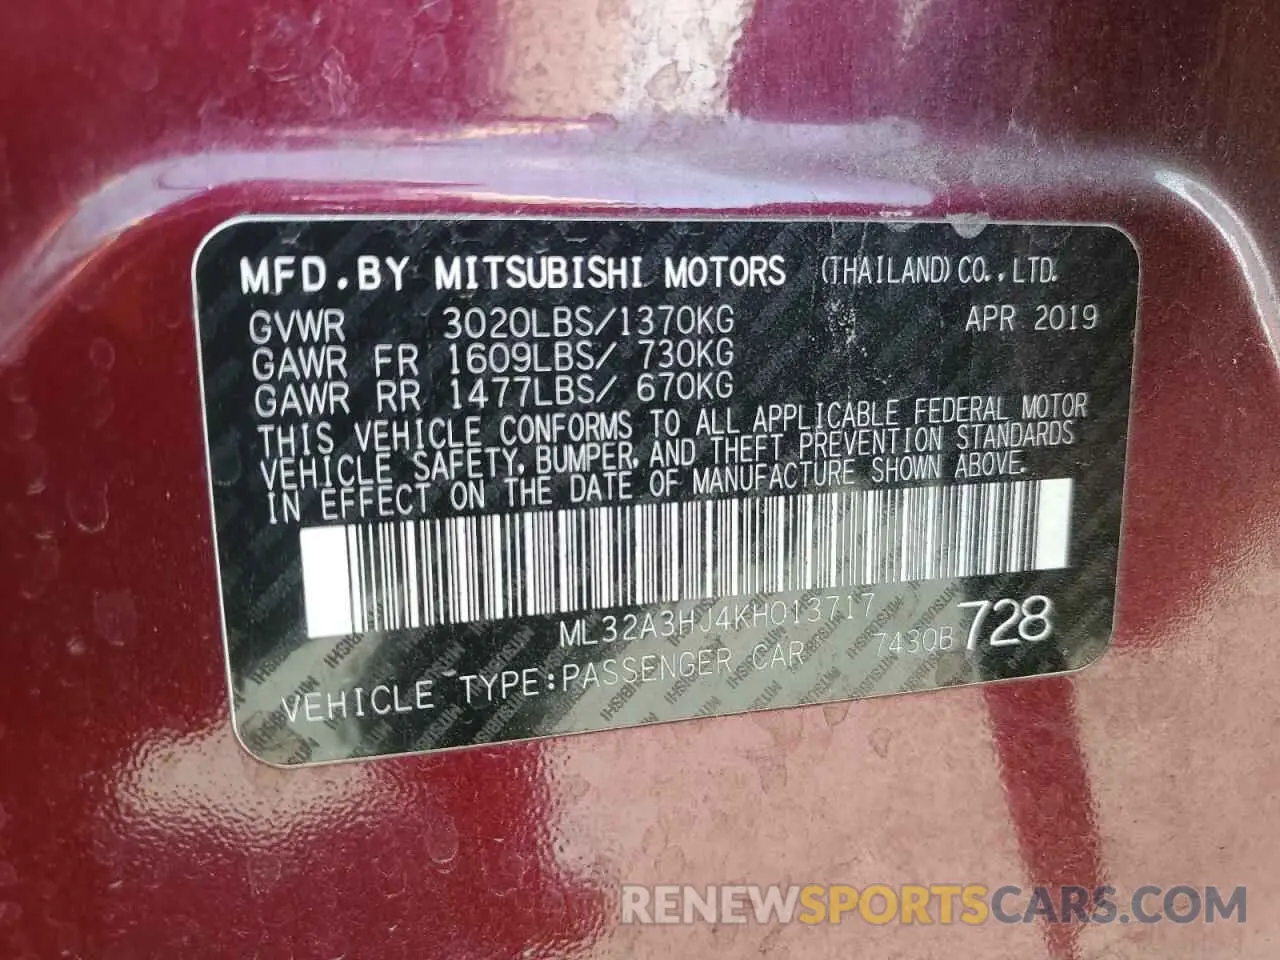 MFD.BY MITSUBISHI MOTORS (THAILAND)CO.,LTD.
GVWR 3020LBS/1370KG APR 2019
GAWR FR 1609LBS/ 730KG
GAWR RR 1477LBS/ 670KG
THIS VEHICLE CONFORMS TO ALL APPLICABLE FEDERAL MOTOR
VEHICLE SAFETY, BUMPER, AND THEFT PREVENTION STANDARDS
IN EFFECT ON THE DATE OF MANUFACTURE SHOWN ABOVE.
ML32A3HJ4KH013717
VEHICLE TYPE:PASSENGER CAR 7430B 728
RENEWSPORTSCARS.COM